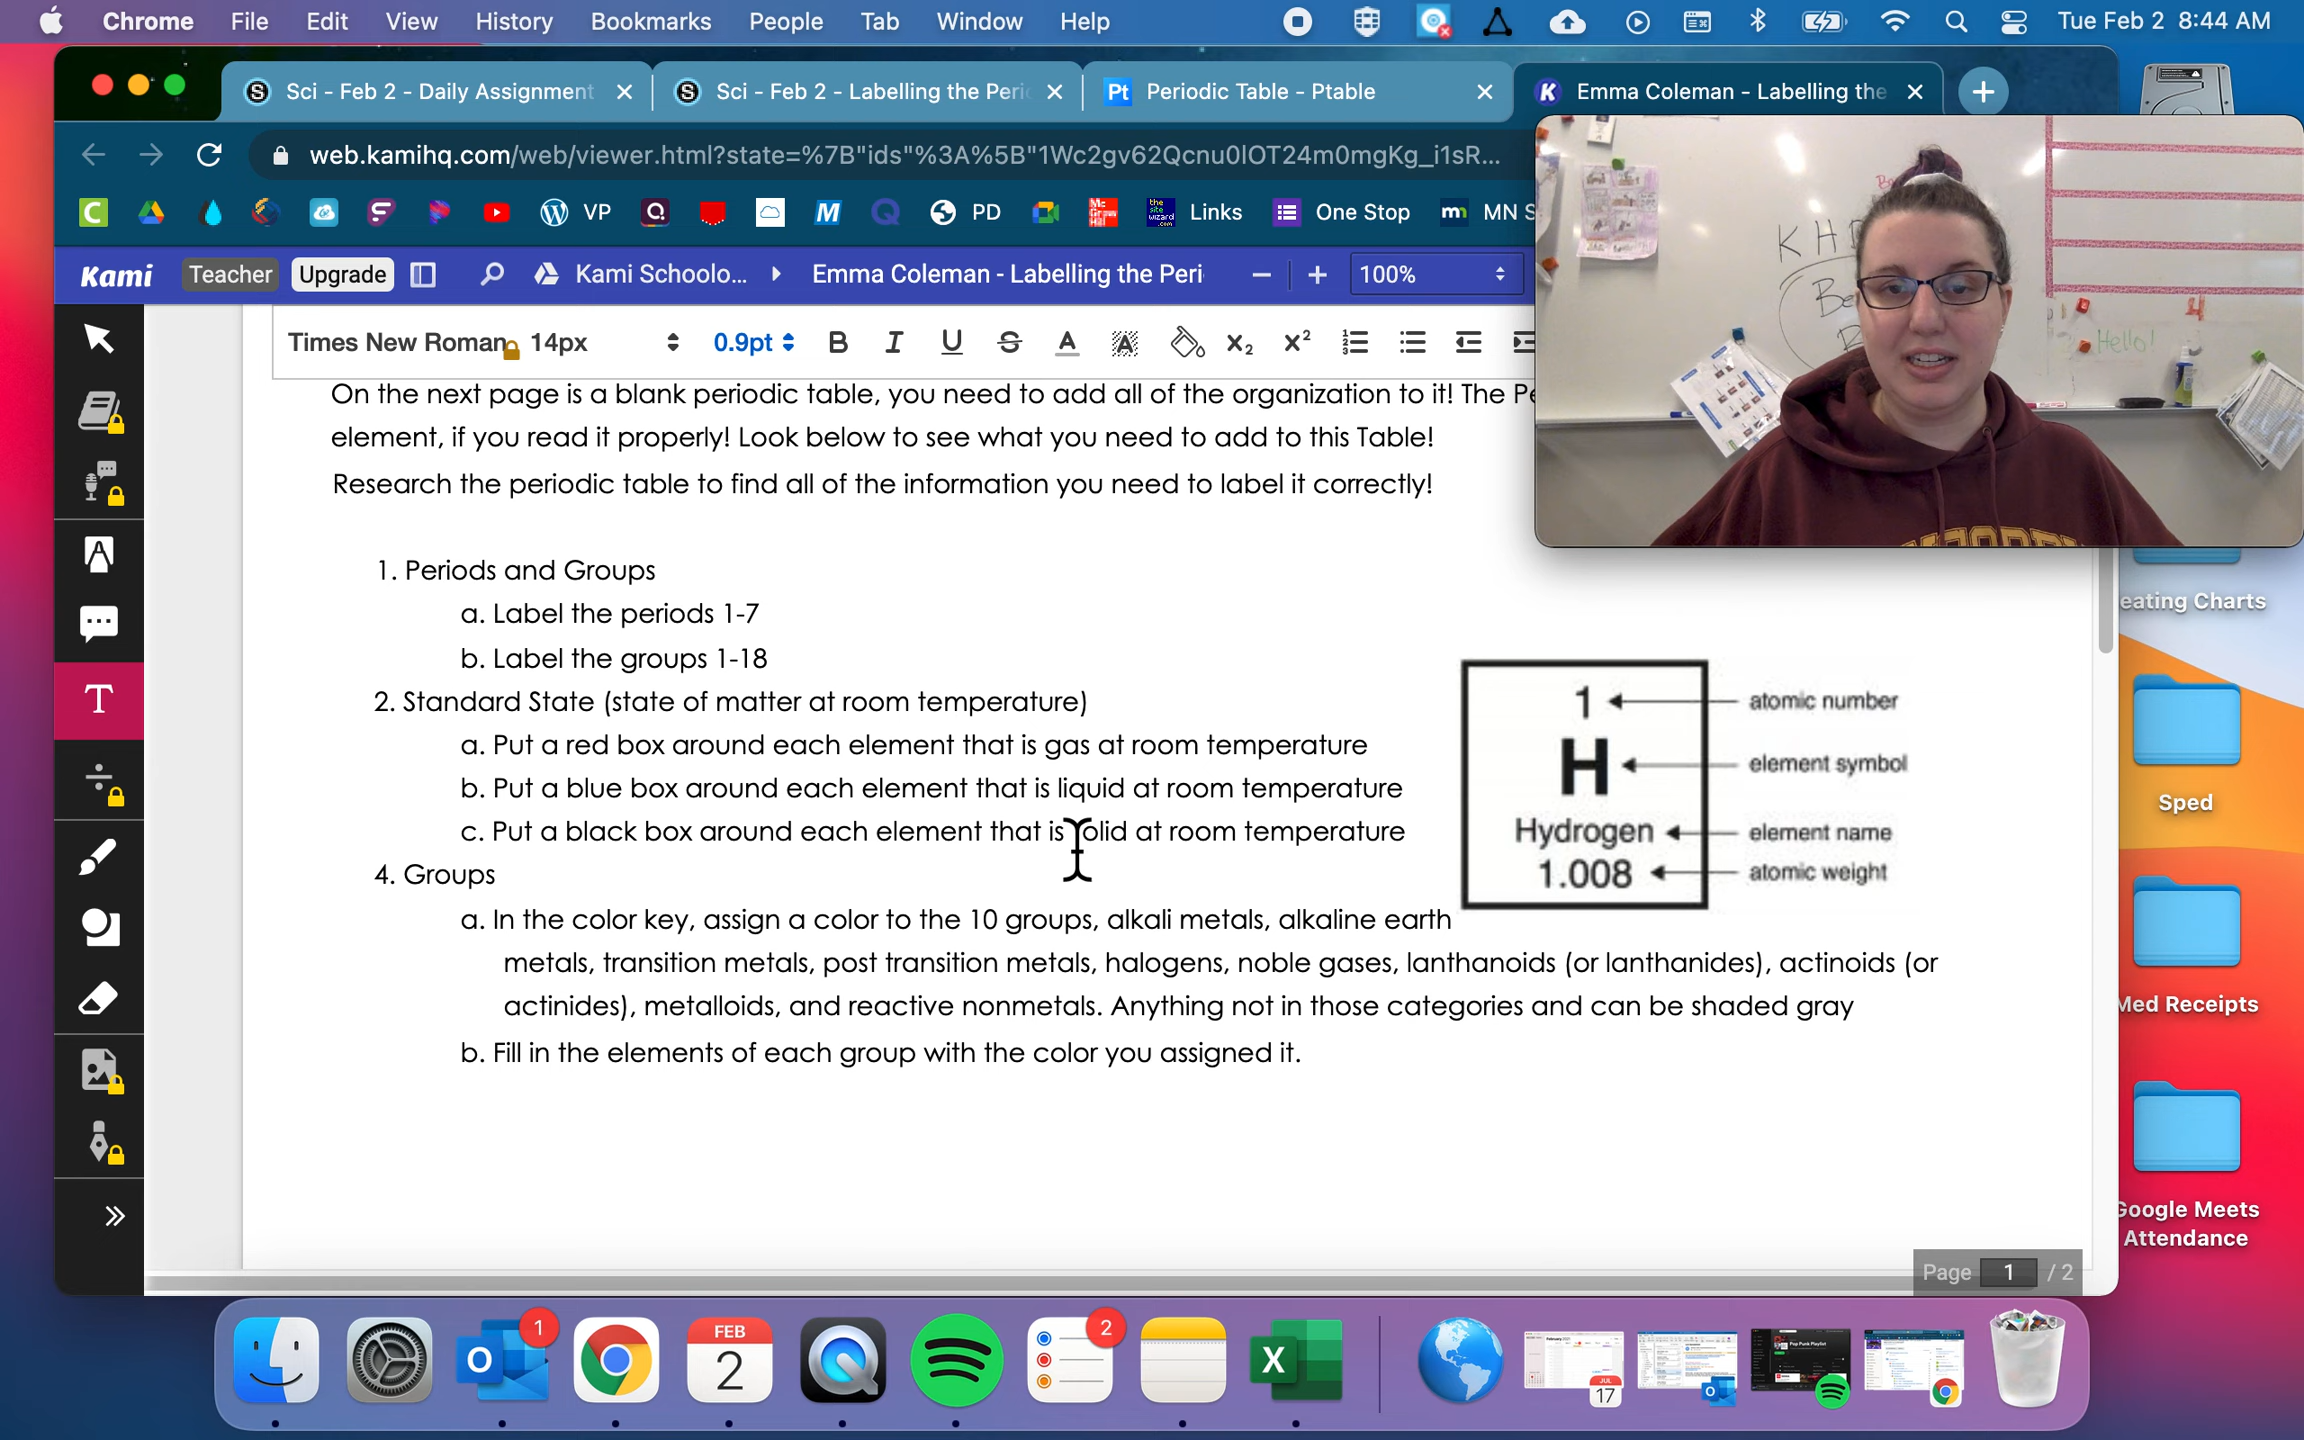 Chrome File Edit View History Bookmarks People Tab Window Help Tue Feb 2 8:44 AM
Sci - Feb 2 - Daily Assignment Sci - Feb 2 - Labelling the Peri Periodic Table - Ptable Emma Coleman - Labelling the
web.kamihq.com/web/viewer.html?state=%7B"ids"%3A%5B"1Wc2gv62Qcnu0lOT24m0mgKg_i1sR...
VP PD Links One Stop MN S
Kami Teacher Upgrade Kami Schoolo... Emma Coleman - Labelling the Peri 100%
Times New Roman 14px 0.9pt
On the next page is a blank periodic table, you need to add all of the organization to it! The Pe
element, if you read it properly! Look below to see what you need to add to this Table!
Research the periodic table to find all of the information you need to label it correctly!
1. Periods and Groups
a. Label the periods 1-7
b. Label the groups 1-18
2. Standard State (state of matter at room temperature)
a. Put a red box around each element that is gas at room temperature
b. Put a blue box around each element that is liquid at room temperature
c. Put a black box around each element that is olid at room temperature
4. Groups
a. In the color key, assign a color to the 10 groups, alkali metals, alkaline earth
metals, transition metals, post transition metals, halogens, noble gases, lanthanoids (or lanthanides), actinoids (or
actinides), metalloids, and reactive nonmetals. Anything not in those categories and can be shaded gray
b. Fill in the elements of each group with the color you assigned it.
1 atomic number
H element symbol
Hydrogen element name
1.008 atomic weight
Page 1 / 2
K H
Be
Hello!
4
eating Charts
Sped
Med Receipts
Google Meets
Attendance
1
FEB
2
2
JUL
17